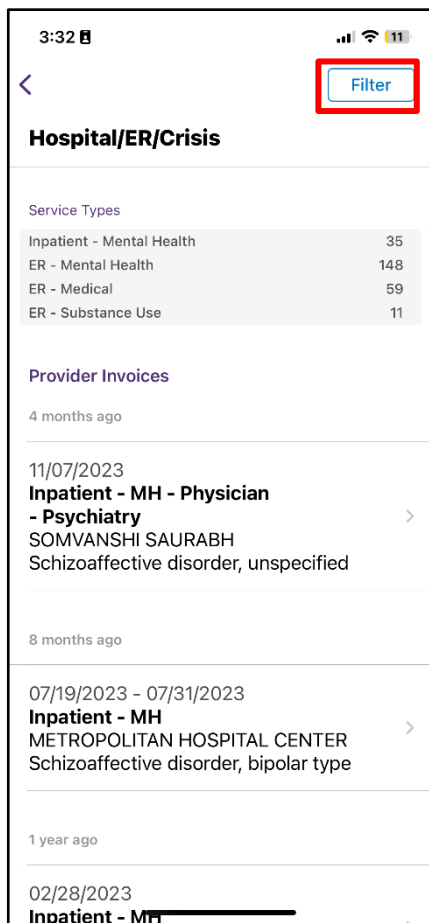 3:32
11
Filter
Hospital/ER/Crisis
Service Types
Inpatient - Mental Health 35
ER - Mental Health 148
ER - Medical 59
ER - Substance Use 11
Provider Invoices
4 months ago
11/07/2023
Inpatient - MH - Physician
- Psychiatry
SOMVANSHI SAURABH
Schizoaffective disorder, unspecified
8 months ago
07/19/2023 - 07/31/2023
Inpatient - MH
METROPOLITAN HOSPITAL CENTER
Schizoaffective disorder, bipolar type
1 year ago
02/28/2023
Inpatient - MH